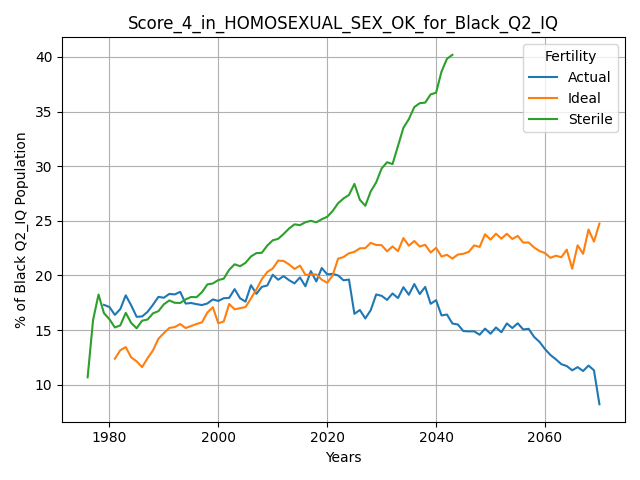 Score_4_in_HOMOSEXUAL_SEX_OK_for_Black_Q2_IQ
Fertility
Actual
Ideal
Sterile
% of Black Q2_IQ Population
40
35
30
25
20
15
10
1980
2000
2020
2040
2060
Years